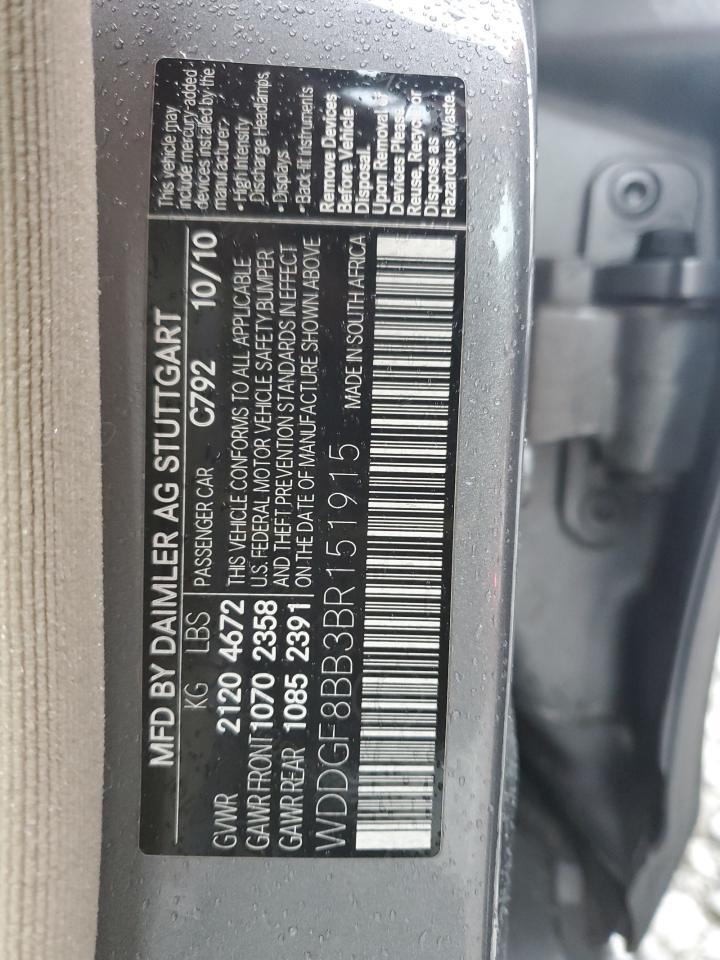 MFD BY DAIMLER AG STUTTGART
KG LBS PASSENGER CAR C792 10/10
GVWR 2120 4672 THIS VEHICLE CONFORMS TO ALL APPLICABLE
GAWR FRONT 1070 2358 U.S. FEDERAL MOTOR VEHICLE SAFETY,BUMPER
GAWR REAR 1085 2391 AND THEFT PREVENTION STANDARDS IN EFFECT
ON THE DATE OF MANUFACTURE SHOWN ABOVE
WDDGF8BB3BR151915 MADE IN SOUTH AFRICA
This vehicle may
include mercury-added
devices installed by the
manufacturer:
• High Intensity
Discharge Headlamps
• Displays
• Back-lit Instruments
Remove Devices
Before Vehicle
Disposal.
Upon Removal of
Devices Please
Reuse, Recycle or
Dispose as
Hazardous Waste.